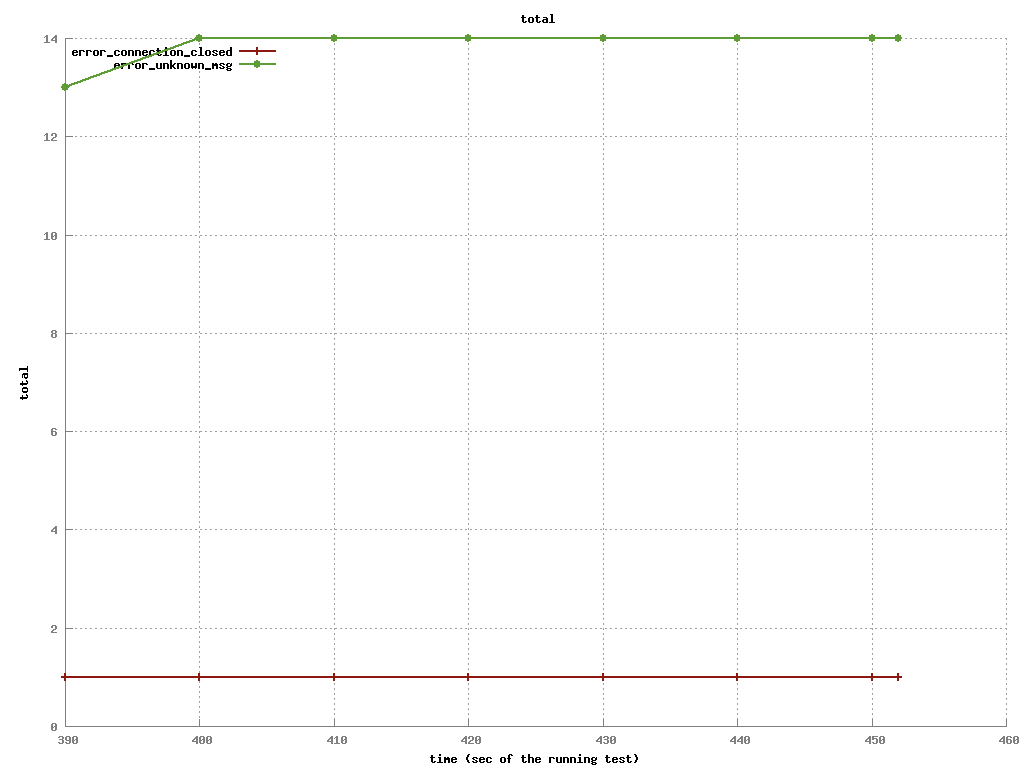 total
14
error_connection_closed
error_unknown_msg
12
10
8
total
6
4
2
0
390 400 410 420 430 440 450 460
time (sec of the running test)